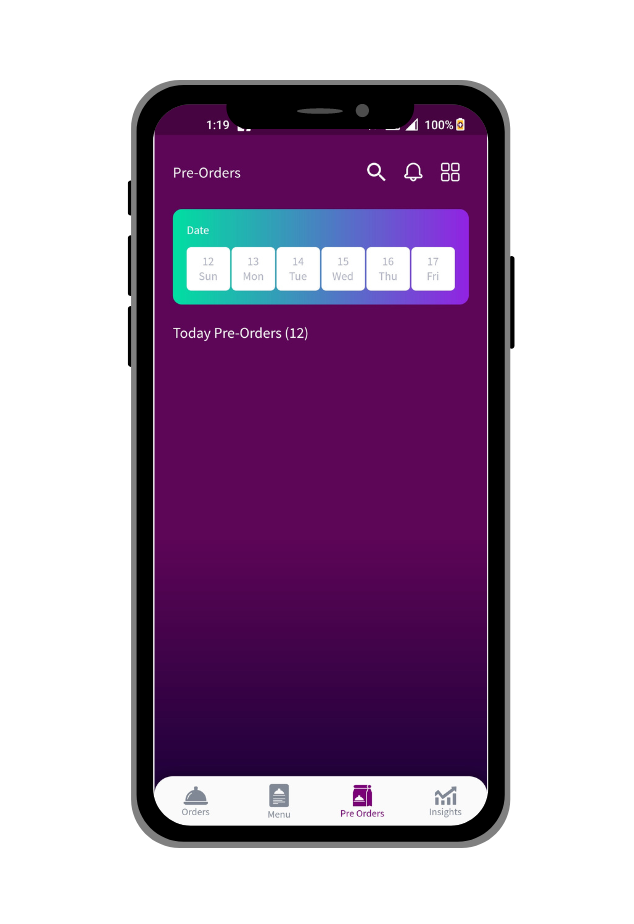 1:19 100%
Pre-Orders
Date
12 13 14 15 16 17
Sun Mon Tue Wed Thu Fri
Today Pre-Orders (12)
Orders Menu Pre Orders Insights